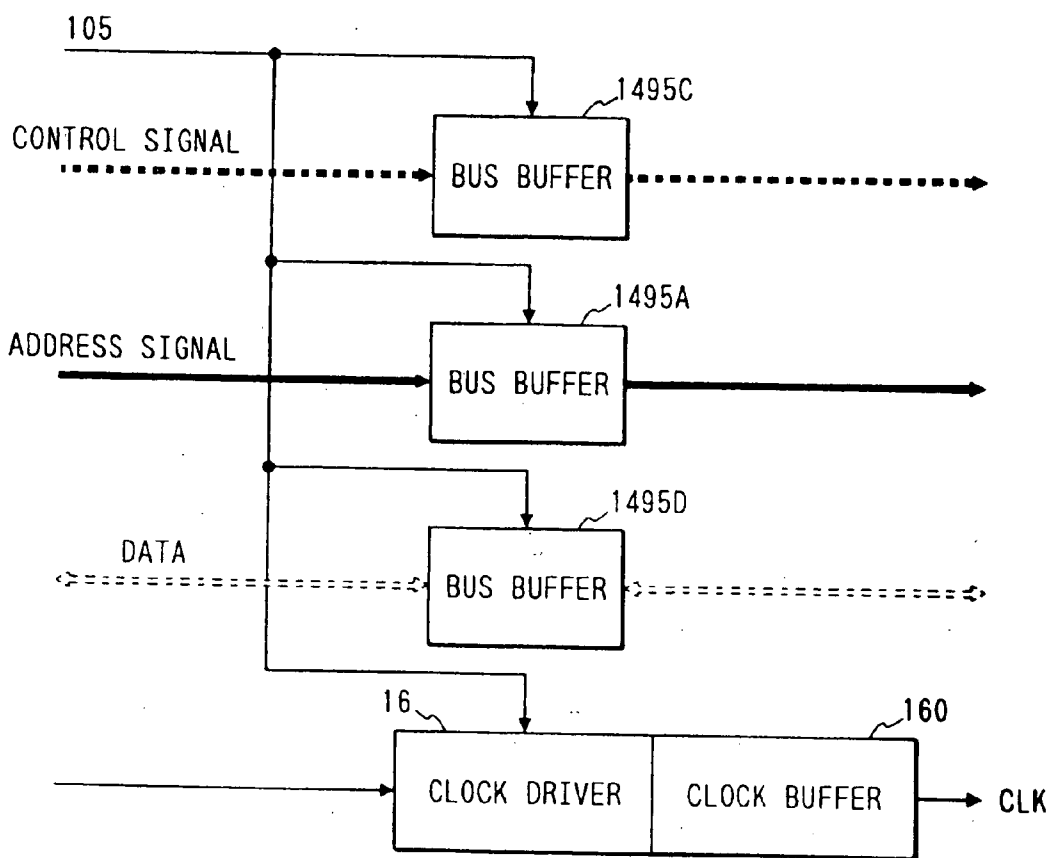 105
1495C
CONTROL SIGNAL
BUS BUFFER
1495A
ADDRESS SIGNAL
BUS BUFFER
1495D
DATA
BUS BUFFER
16
160
CLOCK DRIVER
CLOCK BUFFER
CLK